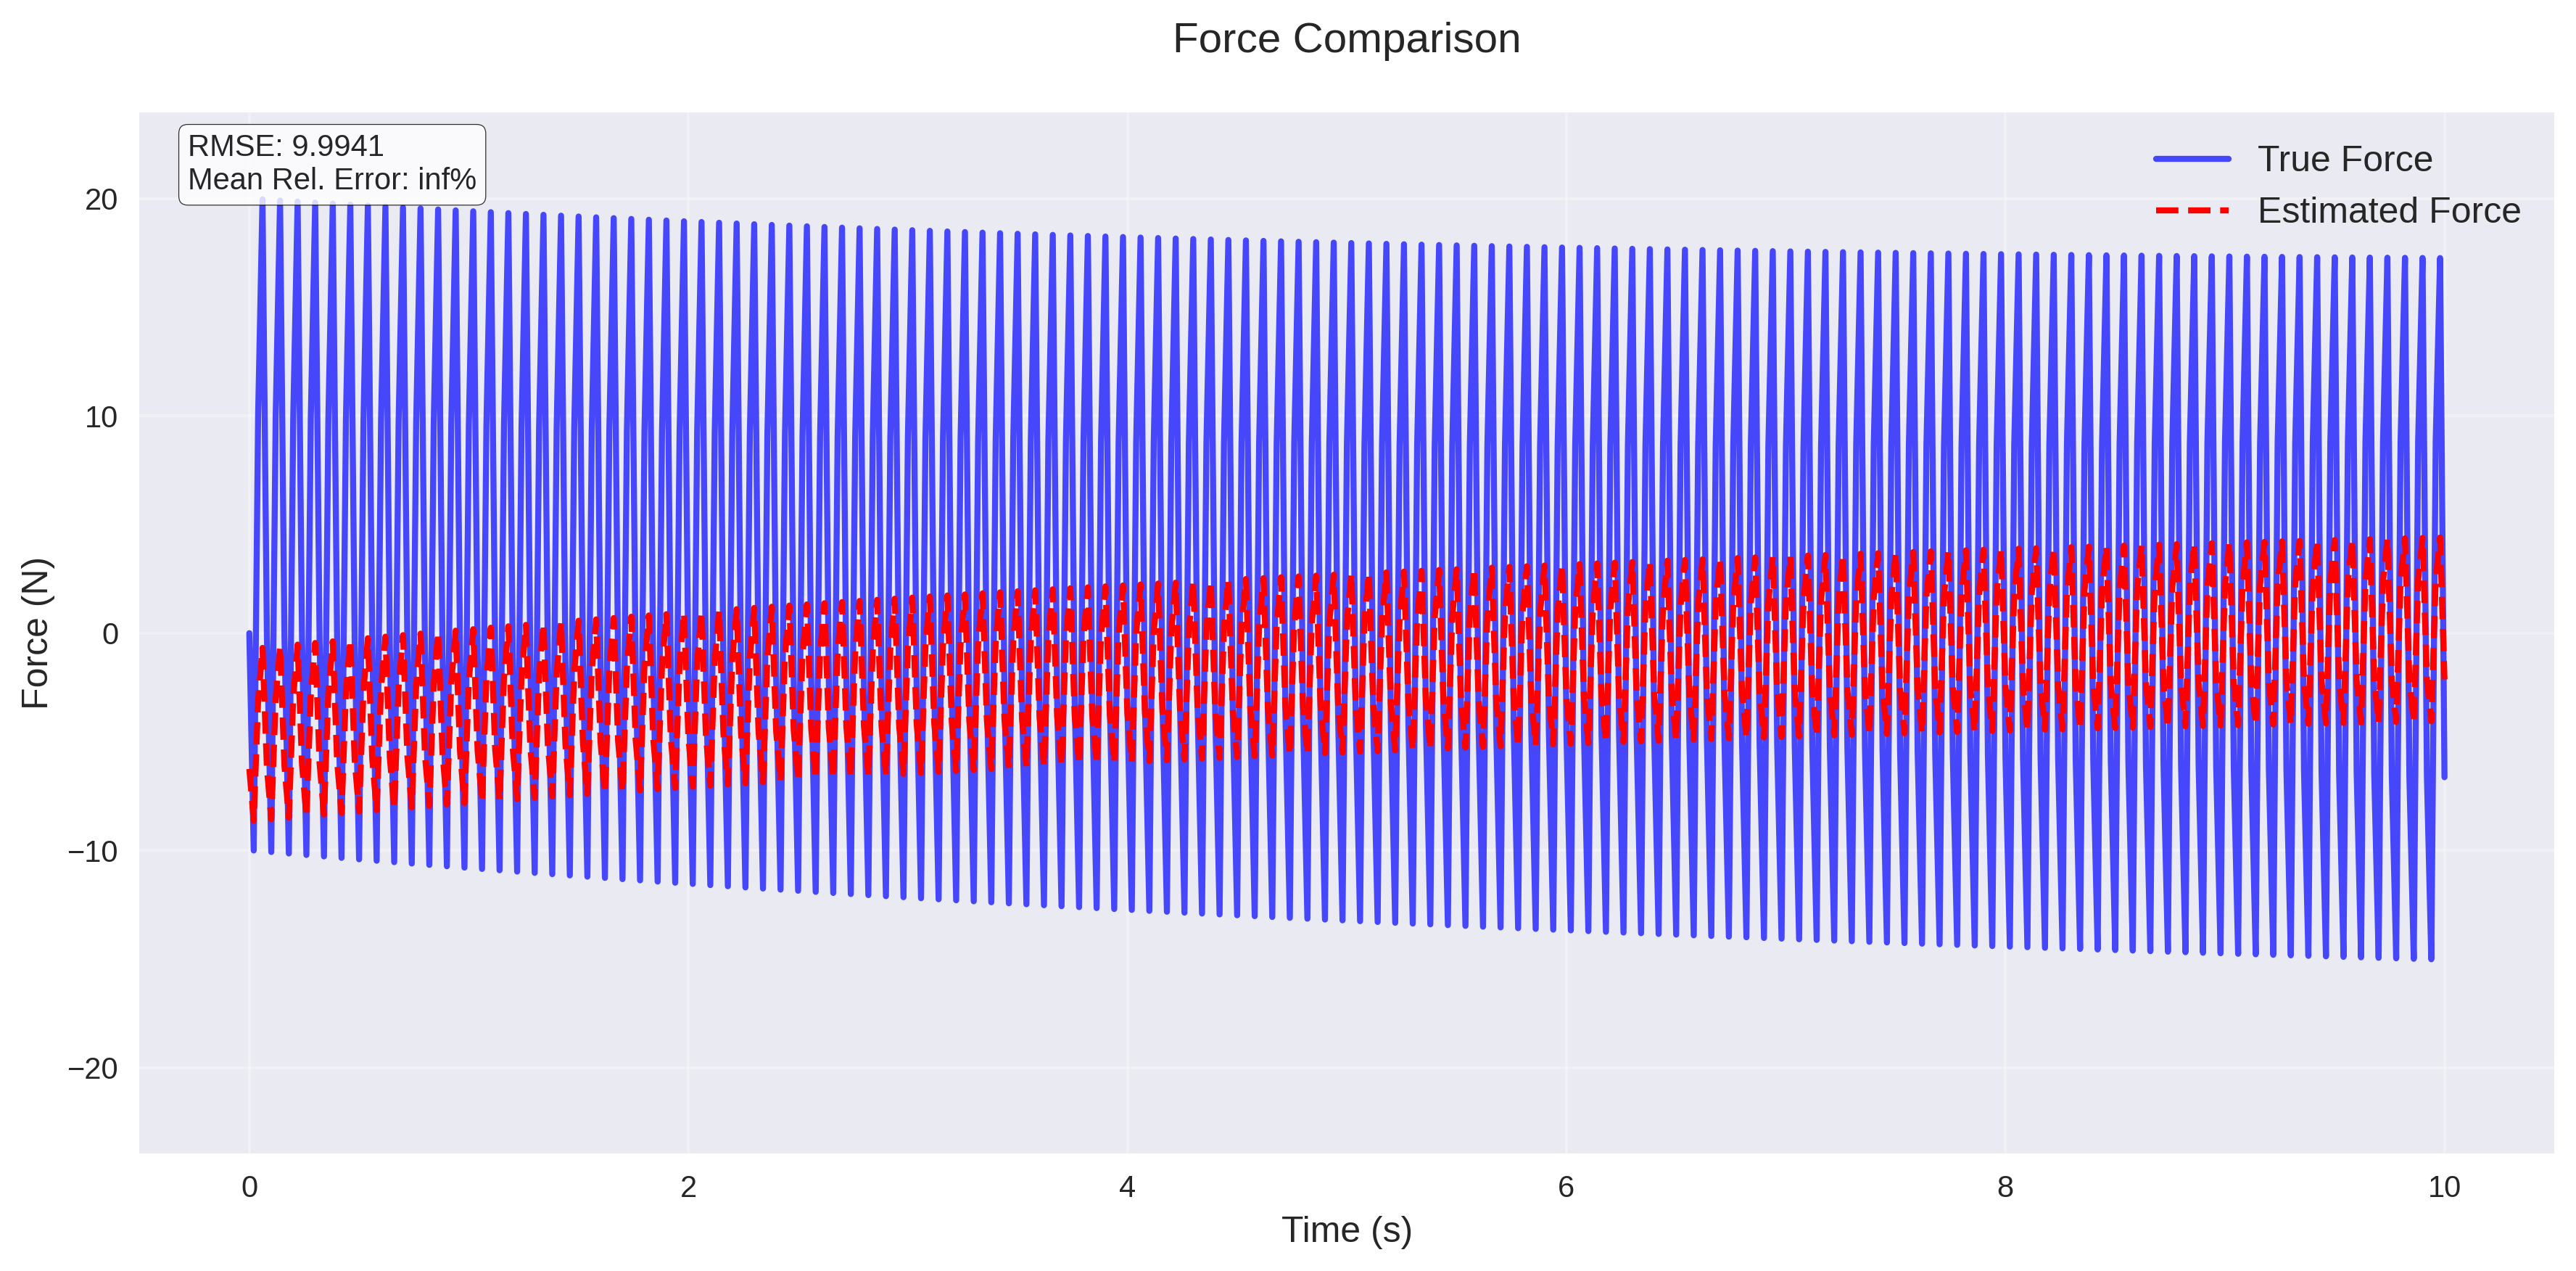 Force Comparison
RMSE: 9.9941
Mean Rel. Error: inf%
True Force
Estimated Force
20
10
0
−10
−20
Force (N)
0
2
4
6
8
10
Time (s)